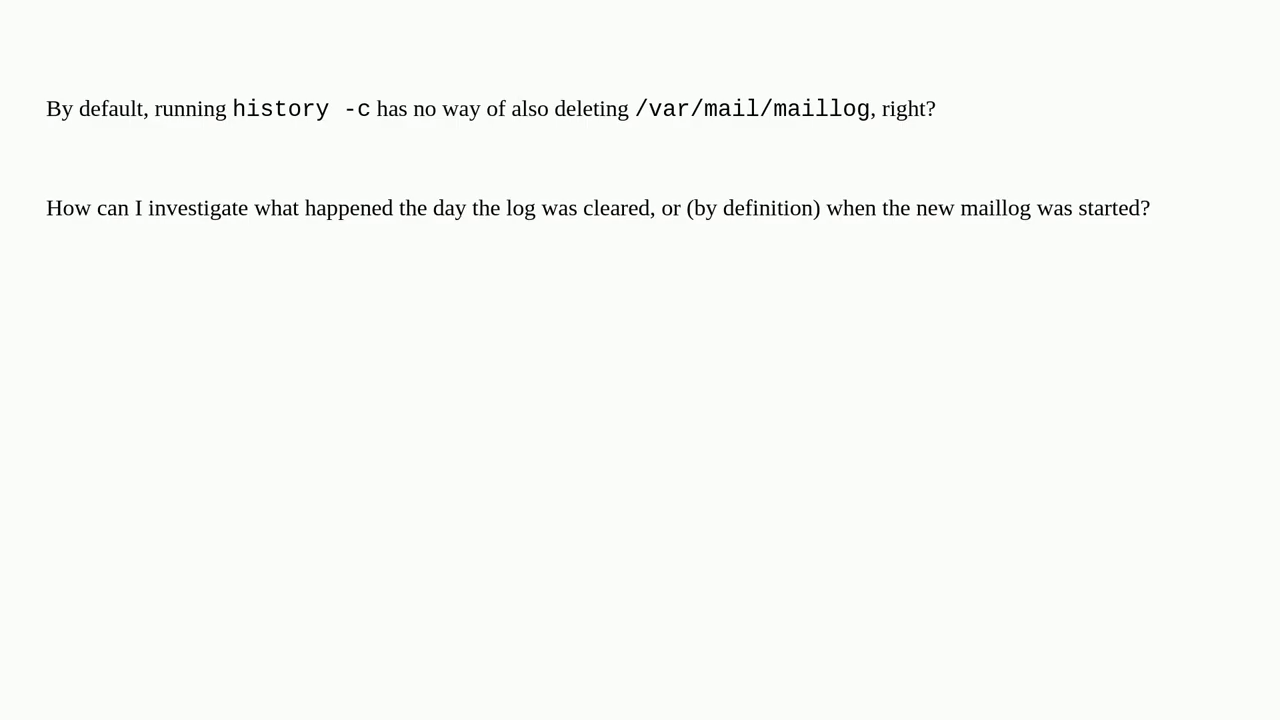 By default, running history -c has no way of also deleting /var/mail/maillog, right?
How can I investigate what happened the day the log was cleared, or (by definition) when the new maillog was started?